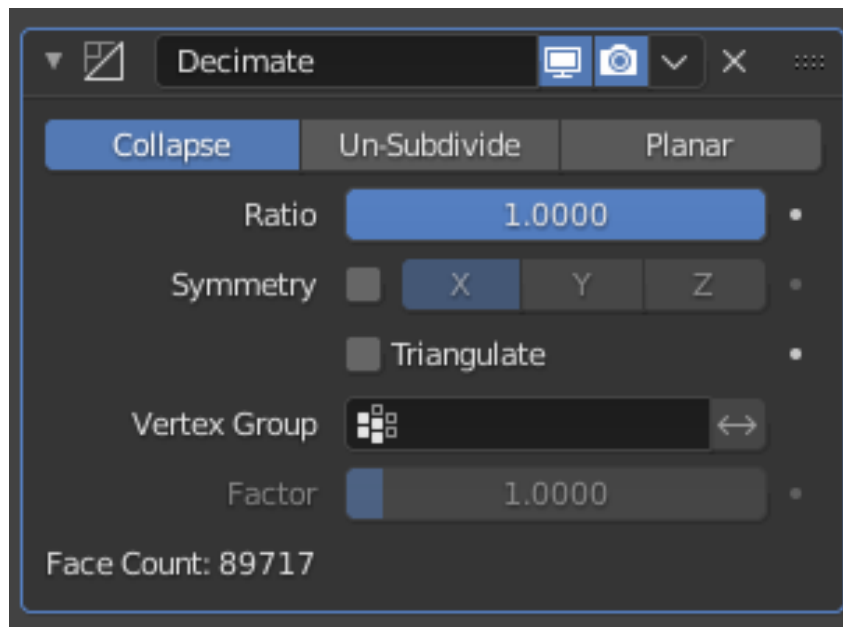 Decimate
Collapse Un-Subdivide Planar
Ratio 1.0000
Symmetry X Y Z
Triangulate
Vertex Group
Factor 1.0000
Face Count: 89717